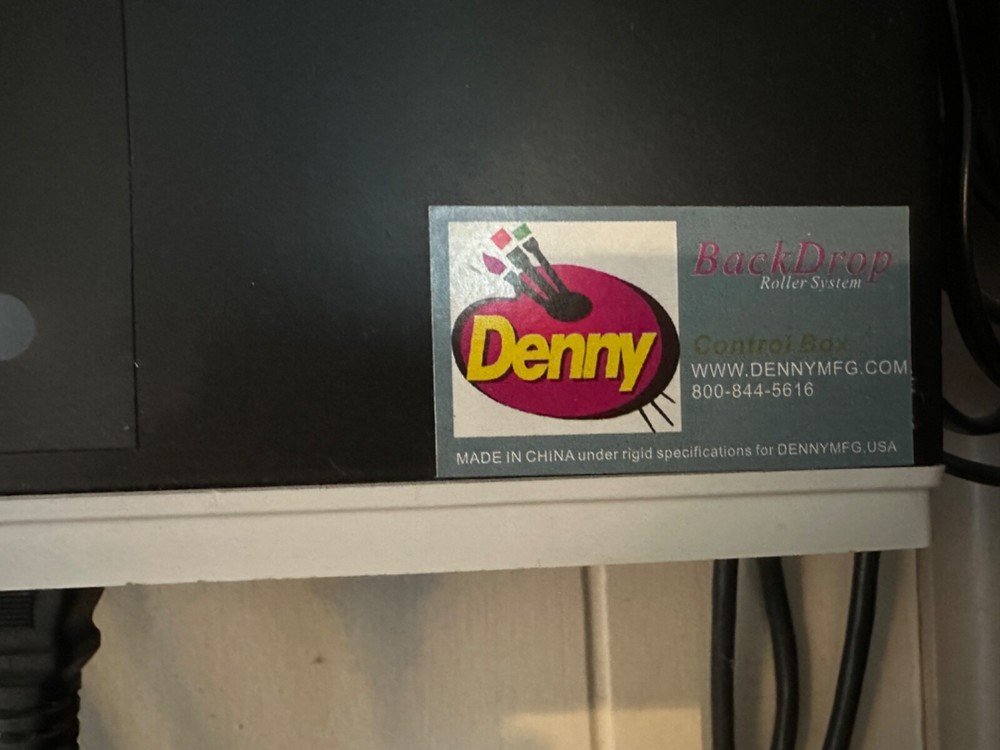 Denny
BackDrop
Roller System
Control Box
WWW.DENNYMFG.COM
800-844-5616
MADE IN CHINA under rigid specifications for DENNYMFG,USA